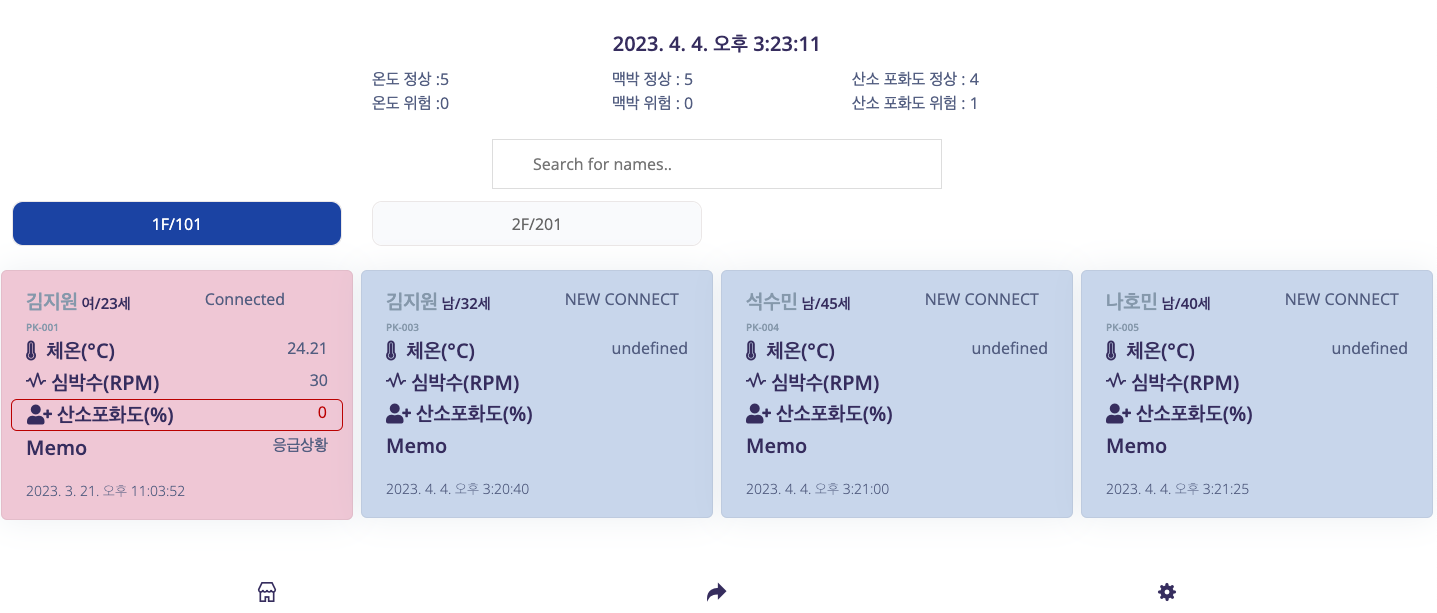 2023. 4. 4. 오후 3:23:11
온도 정상 :5 맥박 정상 : 5 산소 포화도 정상 : 4
온도 위험 :0 맥박 위험 : 0 산소 포화도 위험 : 1
Search for names..
1F/101 2F/201
김지원 여/23세 Connected
PK-001
체온(°C) 24.21
심박수(RPM) 30
산소포화도(%) 0
Memo 응급상황
2023. 3. 21. 오후 11:03:52
김지원 남/32세 NEW CONNECT
PK-003
체온(°C) undefined
심박수(RPM)
산소포화도(%)
Memo
2023. 4. 4. 오후 3:20:40
석수민 남/45세 NEW CONNECT
PK-004
체온(°C) undefined
심박수(RPM)
산소포화도(%)
Memo
2023. 4. 4. 오후 3:21:00
나호민 남/40세 NEW CONNECT
PK-005
체온(°C) undefined
심박수(RPM)
산소포화도(%)
Memo
2023. 4. 4. 오후 3:21:25